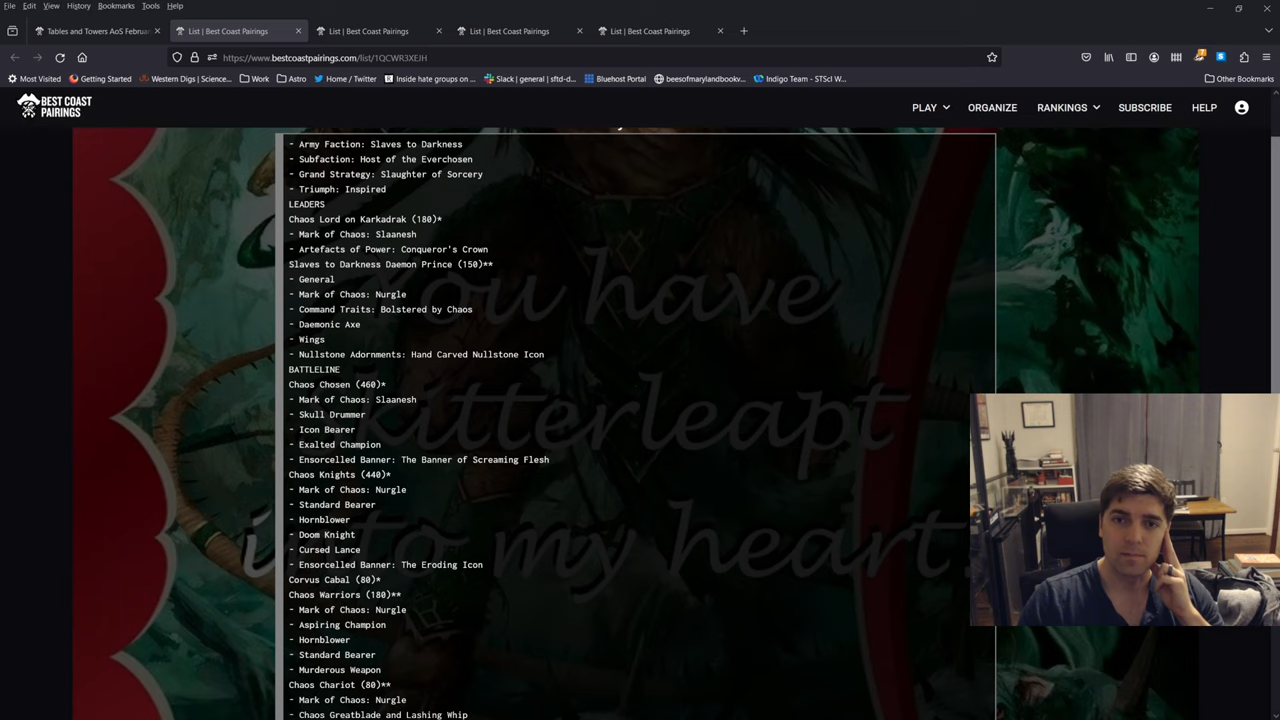 File Edit View History Bookmarks Tools Help
Tables and Towers AoS Februa
List | Best Coast Pairings
List | Best Coast Pairings
List | Best Coast Pairings
List | Best Coast Pairings
https://www.bestcoastpairings.com/list/1QCWR3XEJH
Most Visited Getting Started Western Digs | Science... Work Astro Home / Twitter Inside hate groups on ... Slack | general | sftd-d... Bluehost Portal beesofmarylandbookv... Indigo Team - STScI W... Other Bookmarks
BEST COAST PAIRINGS
PLAY ORGANIZE RANKINGS SUBSCRIBE HELP
- Army Faction: Slaves to Darkness
- Subfaction: Host of the Everchosen
- Grand Strategy: Slaughter of Sorcery
- Triumph: Inspired
LEADERS
Chaos Lord on Karkadrak (180)*
- Mark of Chaos: Slaanesh
- Artefacts of Power: Conqueror's Crown
Slaves to Darkness Daemon Prince (150)**
- General
- Mark of Chaos: Nurgle
- Command Traits: Bolstered by Chaos
- Daemonic Axe
- Wings
- Nullstone Adornments: Hand Carved Nullstone Icon
BATTLELINE
Chaos Chosen (460)*
- Mark of Chaos: Slaanesh
- Skull Drummer
- Icon Bearer
- Exalted Champion
- Ensorcelled Banner: The Banner of Screaming Flesh
Chaos Knights (440)*
- Mark of Chaos: Nurgle
- Standard Bearer
- Hornblower
- Doom Knight
- Cursed Lance
- Ensorcelled Banner: The Eroding Icon
Corvus Cabal (80)*
Chaos Warriors (180)**
- Mark of Chaos: Nurgle
- Aspiring Champion
- Hornblower
- Standard Bearer
- Murderous Weapon
Chaos Chariot (80)**
- Mark of Chaos: Nurgle
- Chaos Greatblade and Lashing Whip
You have
skitterleapt
into my heart!